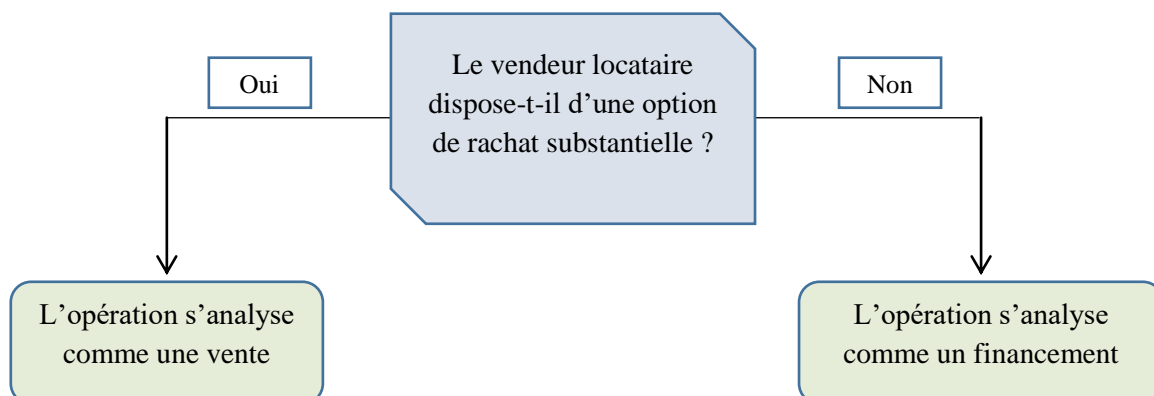 Le vendeur locataire
dispose-t-il d’une option
de rachat substantielle ?
Oui
Non
L’opération s’analyse
comme une vente
L’opération s’analyse
comme un financement